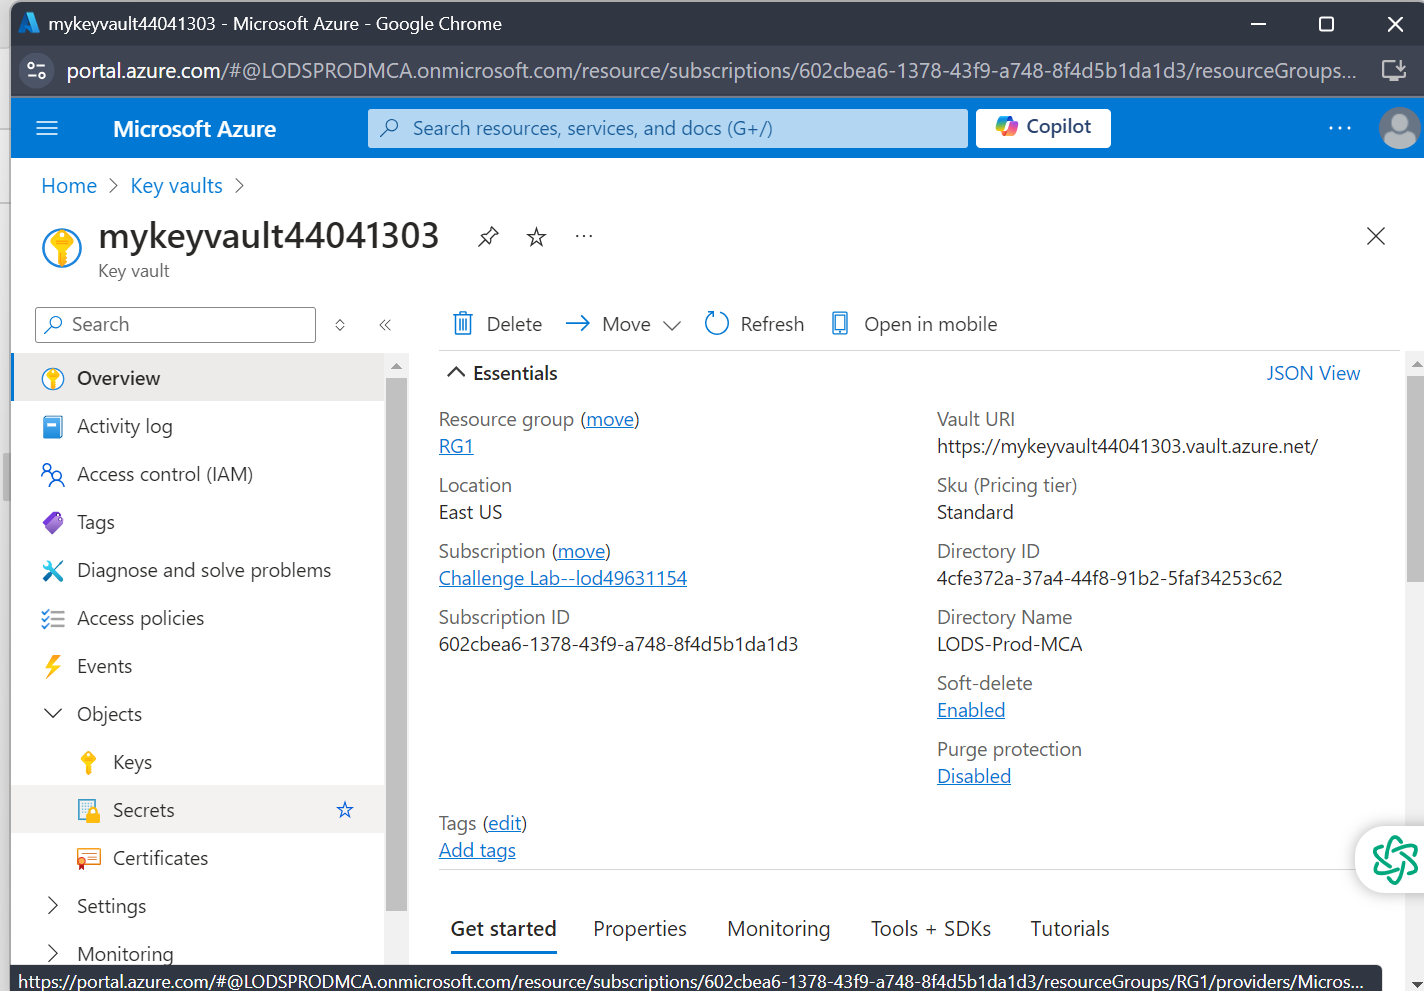 mykeyvault44041303 - Microsoft Azure - Google Chrome
portal.azure.com/#@LODSPRODMCA.onmicrosoft.com/resource/subscriptions/602cbea6-1378-43f9-a748-8f4d5b1da1d3/resourceGroups...
Microsoft Azure
Search resources, services, and docs (G+/)
Copilot
Home > Key vaults >
mykeyvault44041303
Key vault
Search
Overview
Activity log
Access control (IAM)
Tags
Diagnose and solve problems
Access policies
Events
Objects
Keys
Secrets
Certificates
Settings
Monitoring
Delete
Move
Refresh
Open in mobile
Essentials
JSON View
Resource group (move)
RG1
Location
East US
Subscription (move)
Challenge Lab--lod49631154
Subscription ID
602cbea6-1378-43f9-a748-8f4d5b1da1d3
Vault URI
https://mykeyvault44041303.vault.azure.net/
Sku (Pricing tier)
Standard
Directory ID
4cfe372a-37a4-44f8-91b2-5faf34253c62
Directory Name
LODS-Prod-MCA
Soft-delete
Enabled
Purge protection
Disabled
Tags (edit)
Add tags
Get started
Properties
Monitoring
Tools + SDKs
Tutorials
https://portal.azure.com/#@LODSPRODMCA.onmicrosoft.com/resource/subscriptions/602cbea6-1378-43f9-a748-8f4d5b1da1d3/resourceGroups/RG1/providers/Micros...